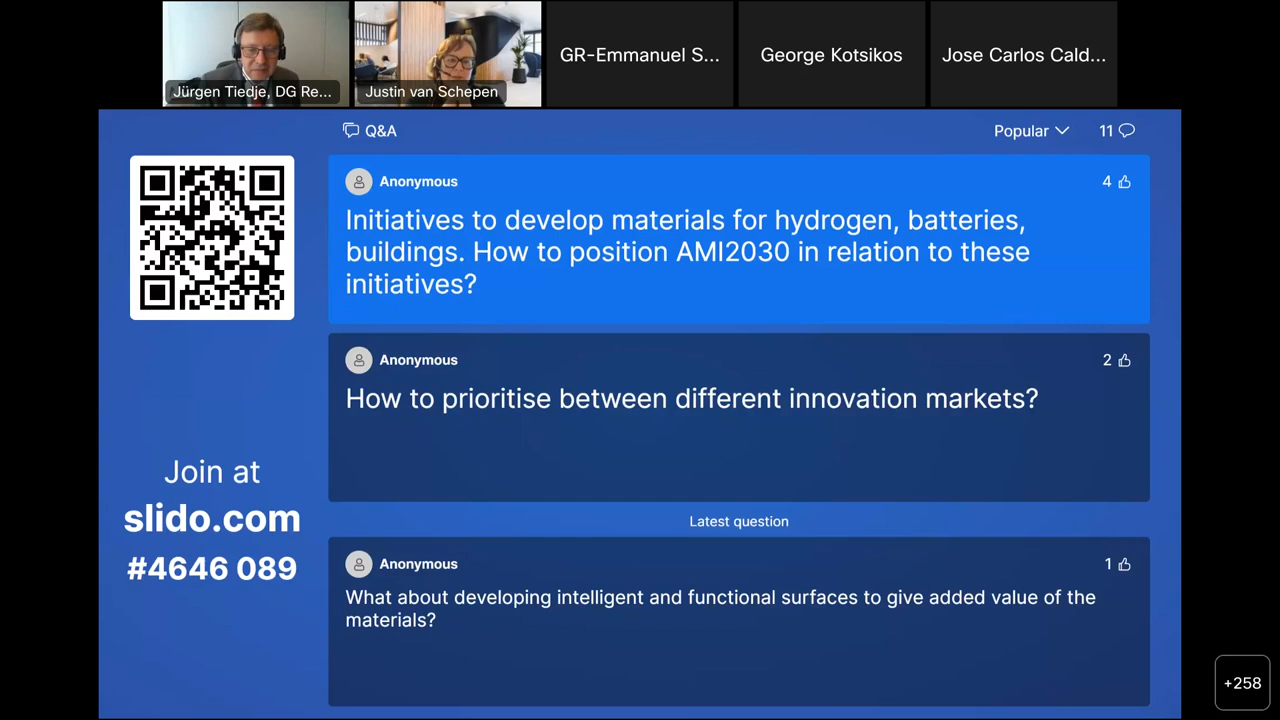 Jürgen Tiedje, DG Re...
Justin van Schepen
GR-Emmanuel S...
George Kotsikos
Jose Carlos Cald...
Q&A
Popular
11
Anonymous
4
Initiatives to develop materials for hydrogen, batteries,
buildings. How to position AMI2030 in relation to these
initiatives?
Anonymous
2
How to prioritise between different innovation markets?
Join at
slido.com
#4646 089
Latest question
Anonymous
1
What about developing intelligent and functional surfaces to give added value of the
materials?
+258